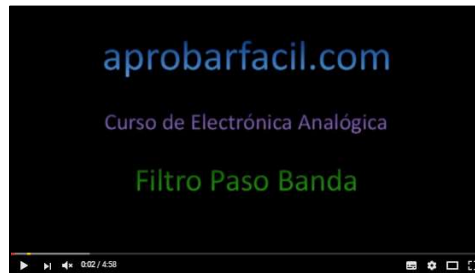 aprobarfacil.com
Curso de Electrónica Analógica
Filtro Paso Banda
0:02 / 4:58